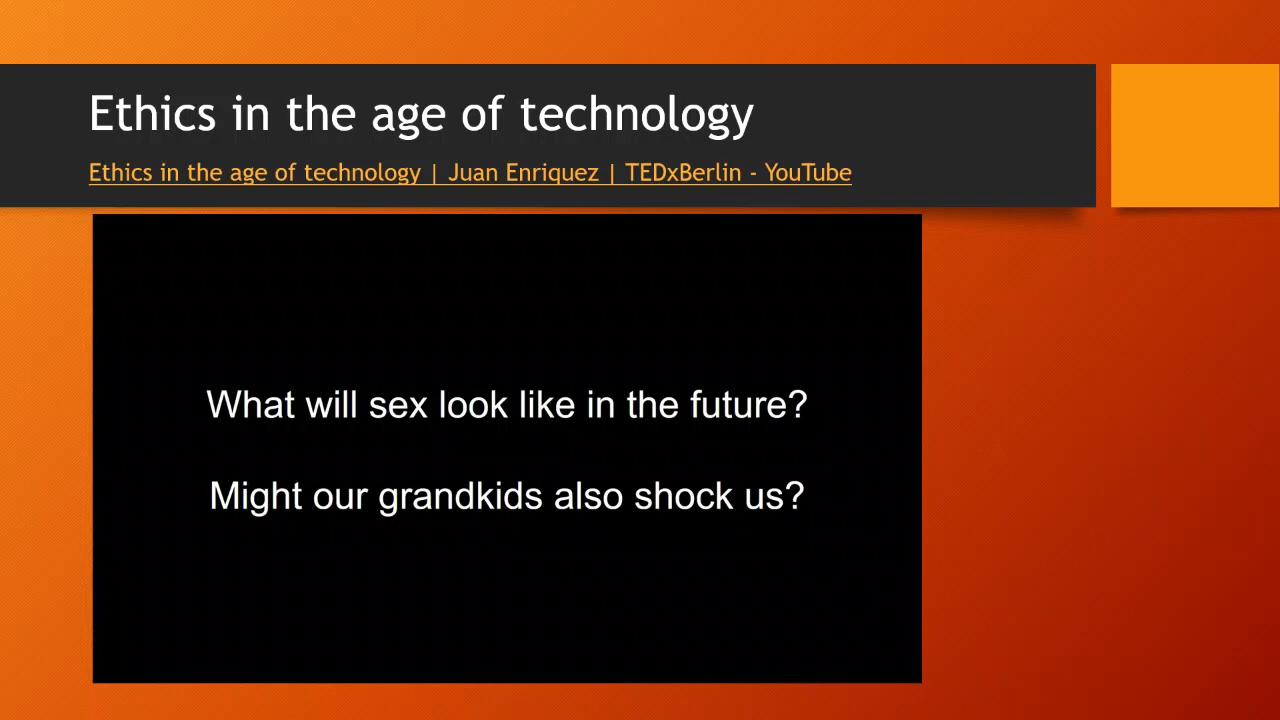 Ethics in the age of technology
Ethics in the age of technology | Juan Enriquez | TEDxBerlin - YouTube
What will sex look like in the future?
Might our grandkids also shock us?